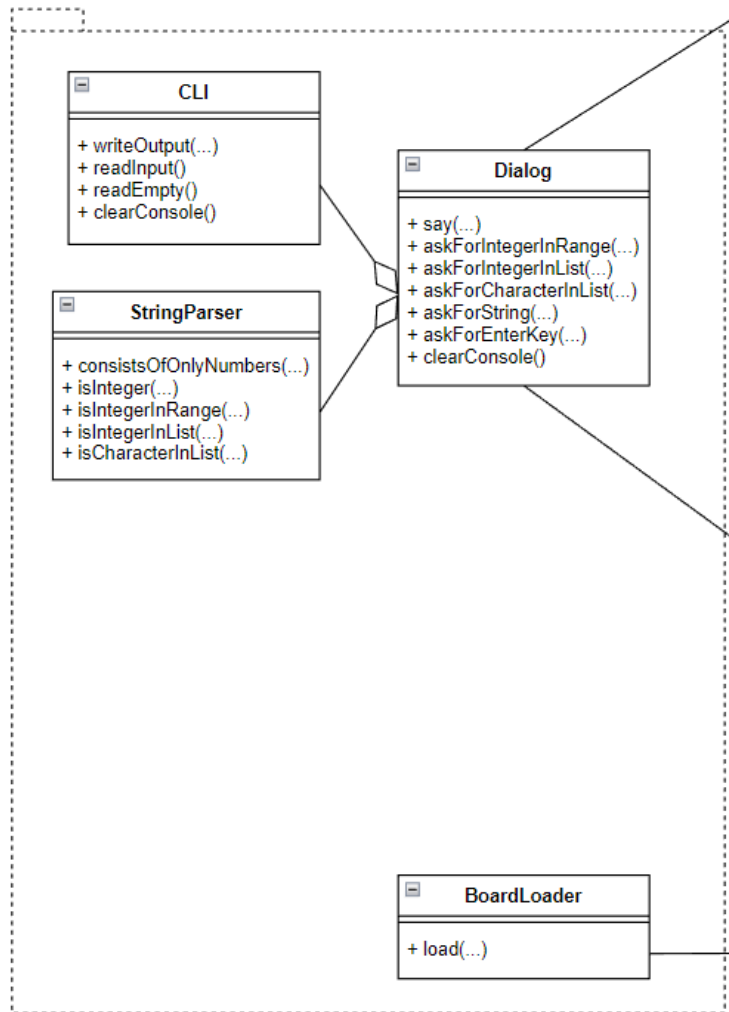 CLI
+ writeOutput(...)
+ readInput()
+ readEmpty()
+ clearConsole()
Dialog
+ say(...)
+ askForIntegerInRange(...)
+ askForIntegerInList(...)
+ askForCharacterInList(...)
+ askForString(...)
+ askForEnterKey(...)
+ clearConsole()
StringParser
+ consistsOfOnlyNumbers(...)
+ isInteger(...)
+ isIntegerInRange(...)
+ isIntegerInList(...)
+ isCharacterInList(...)
BoardLoader
+ load(...)